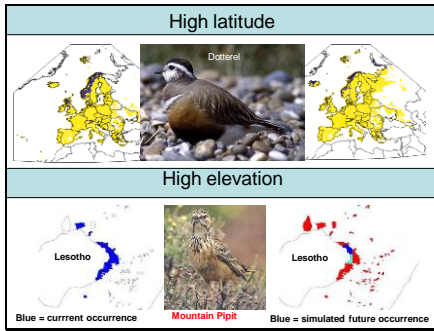 High latitude
Dotterel
High elevation
Lesotho
Lesotho
Blue = currrent occurrence
Mountain Pipit
Blue = simulated future occurrence